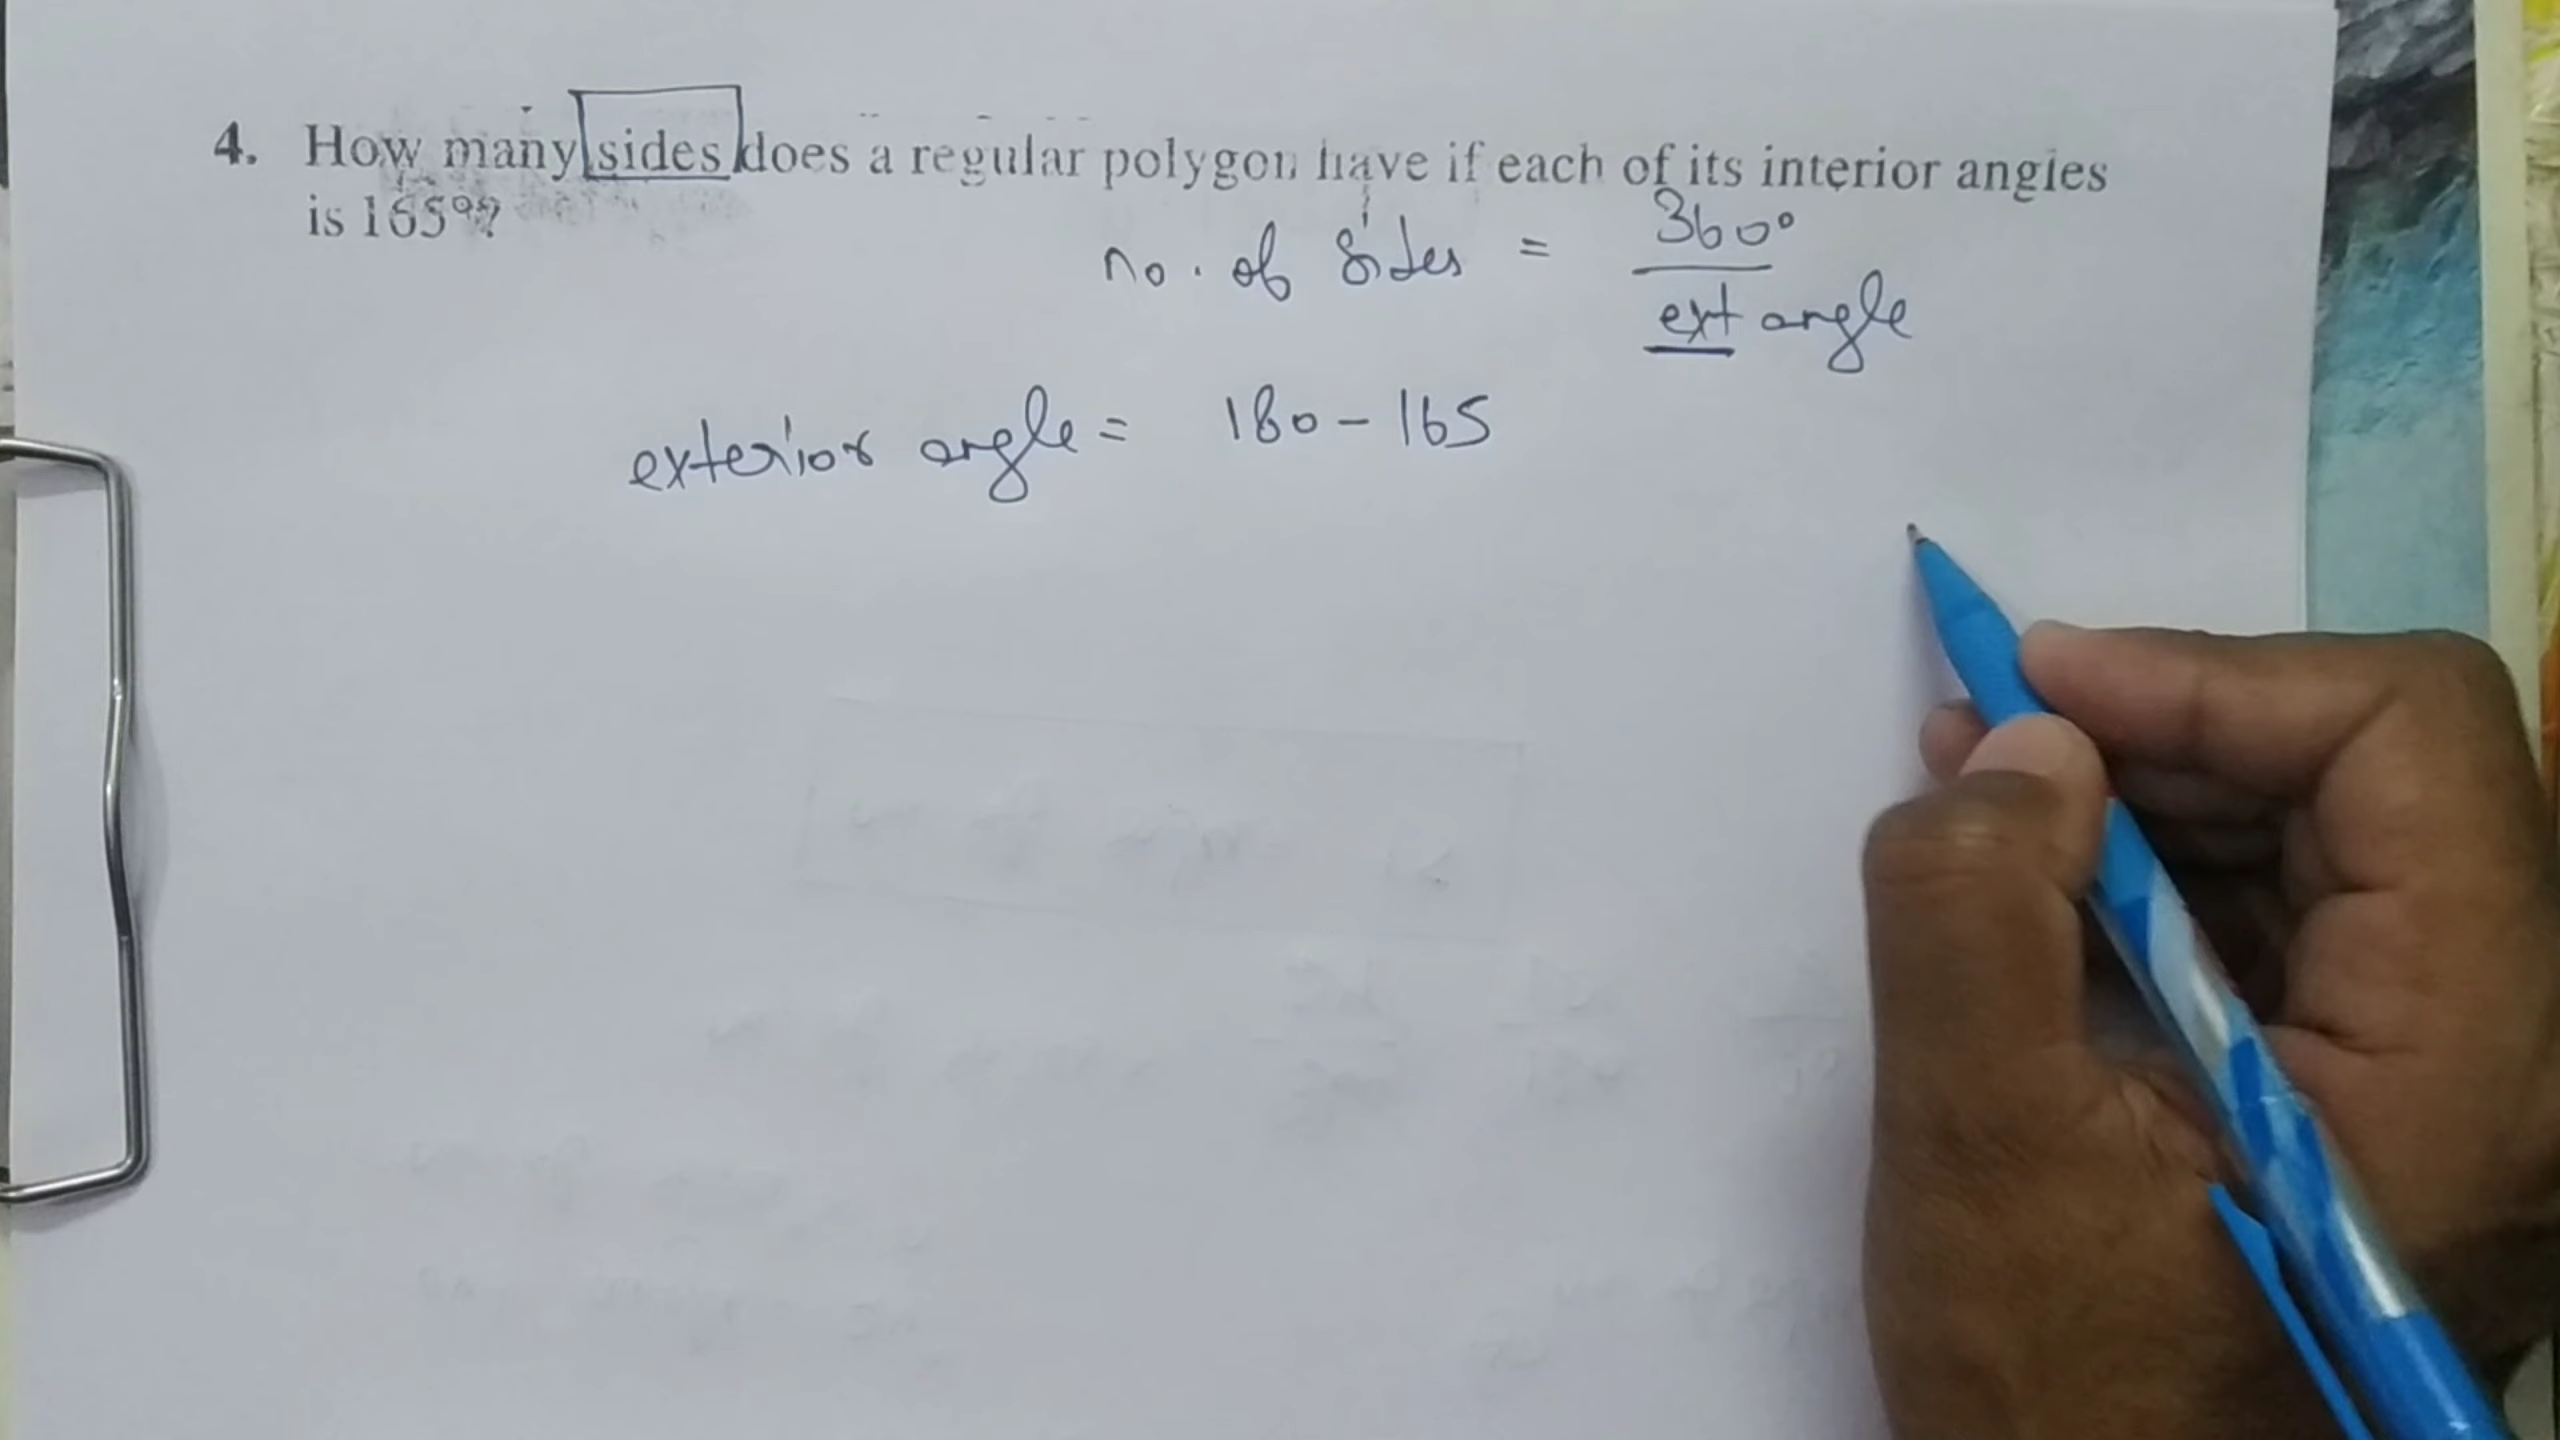 4. How many sides does a regular polygon have if each of its interior angles
is 165°?
no. of sides = 360°
ext angle
exterior angle = 180 - 165